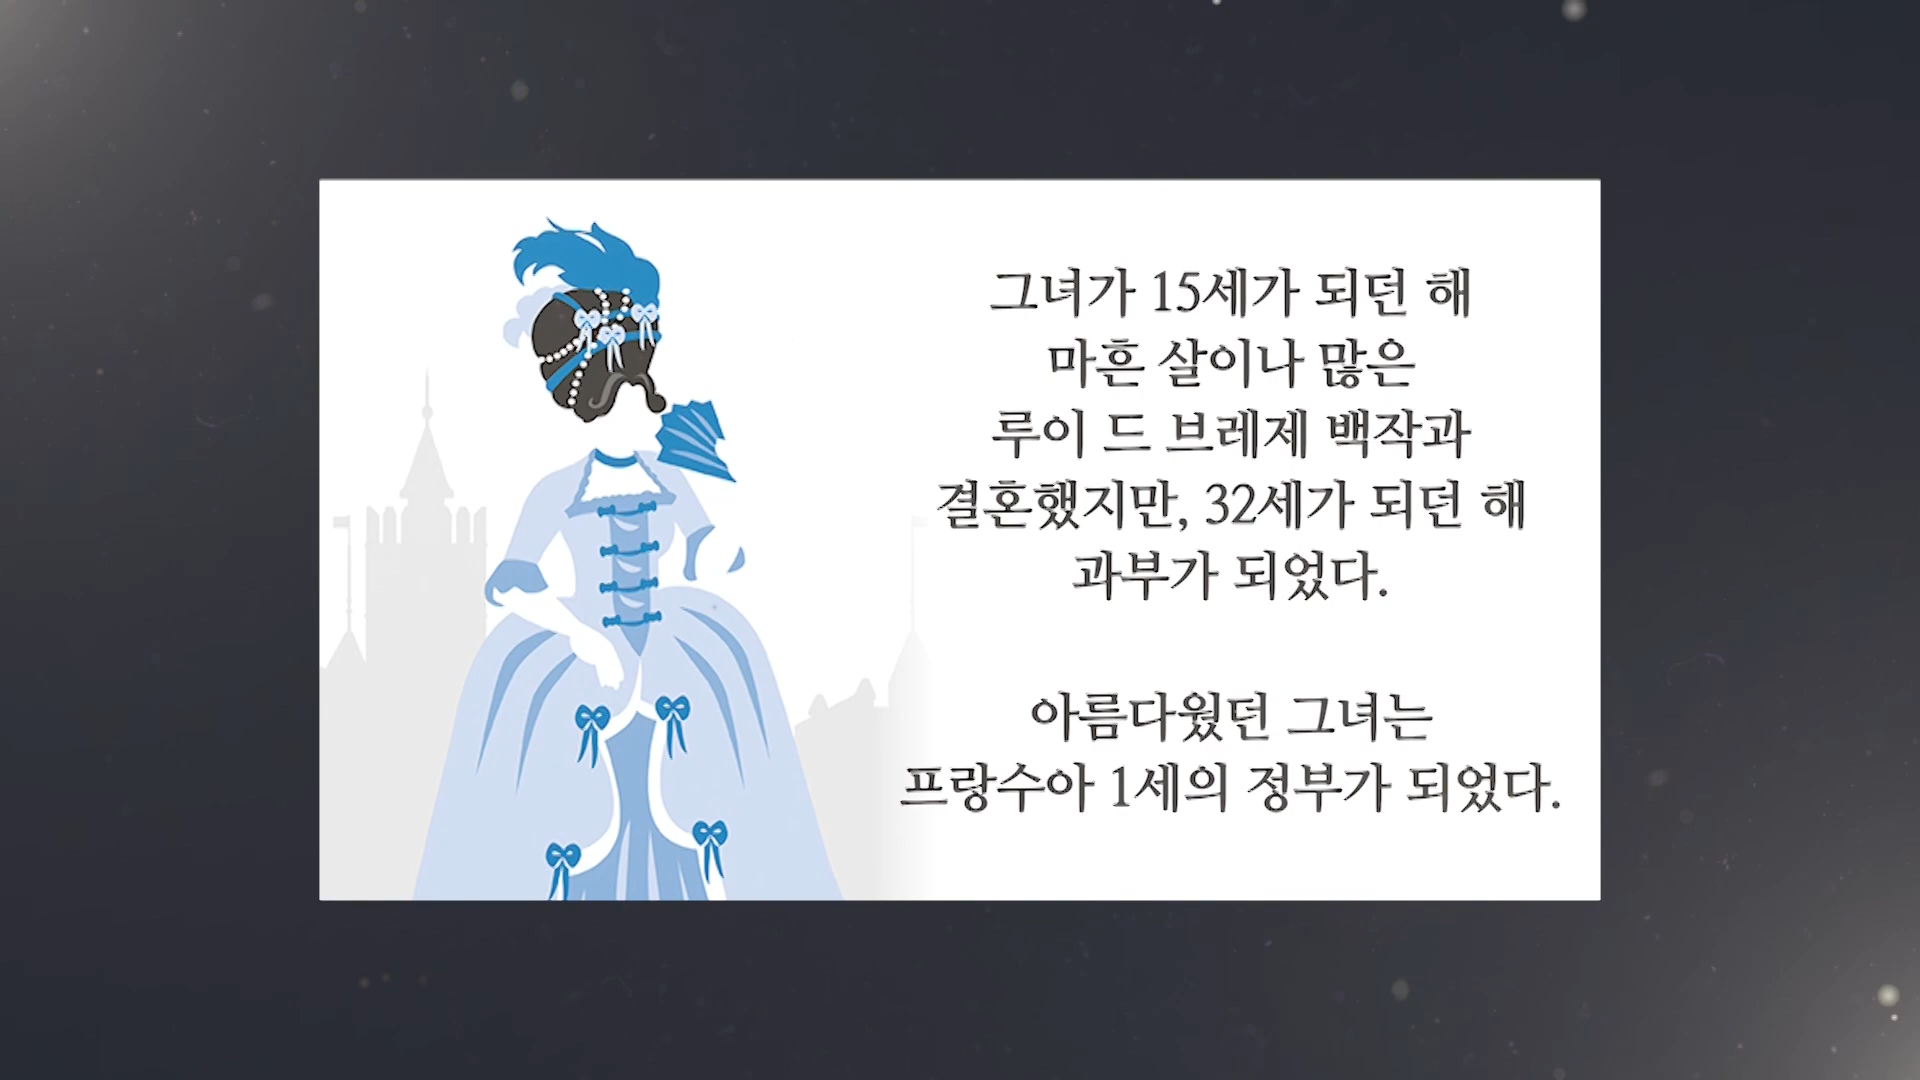 그녀가 15세가 되던 해
마흔 살이나 많은
루이 드 브레제 백작과
결혼했지만, 32세가 되던 해
과부가 되었다.
아름다웠던 그녀는
프랑수아 1세의 정부가 되었다.